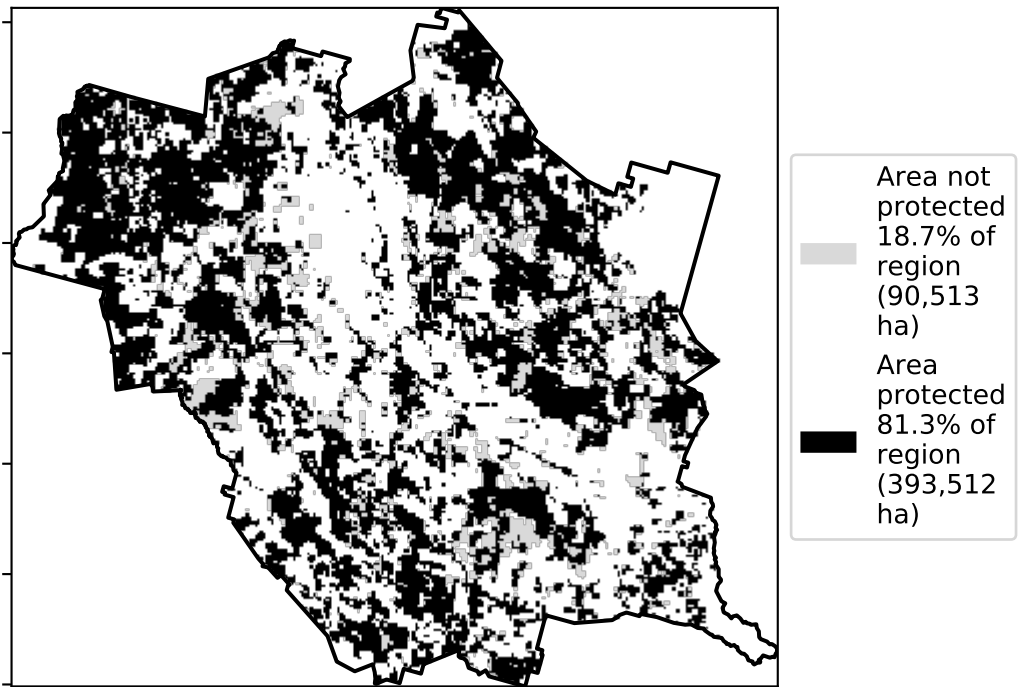 Area not
protected
18.7% of
region
(90,513
ha)
Area
protected
81.3% of
region
(393,512
ha)